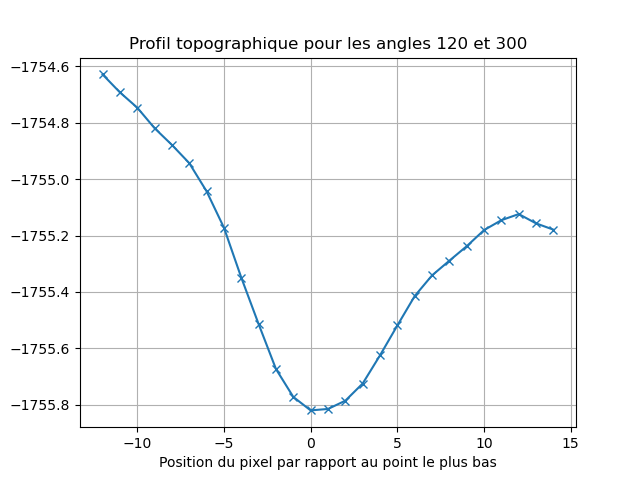 Profil topographique pour les angles 120 et 300
−1754.6
−1754.8
−1755.0
−1755.2
−1755.4
−1755.6
−1755.8
−10 −5 0 5 10 15
Position du pixel par rapport au point le plus bas